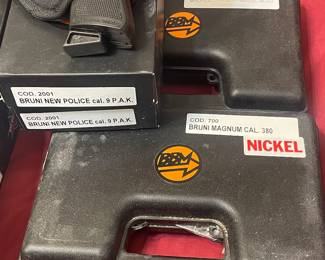 BBM
COD. 2001
BRUNI NEW POLICE cal. 9 P.A.K.
COD. 2001
BRUNI NEW POLICE cal. 9 P.A.K.
COD. 700
BRUNI MAGNUM CAL. 380
NICKEL
BBM